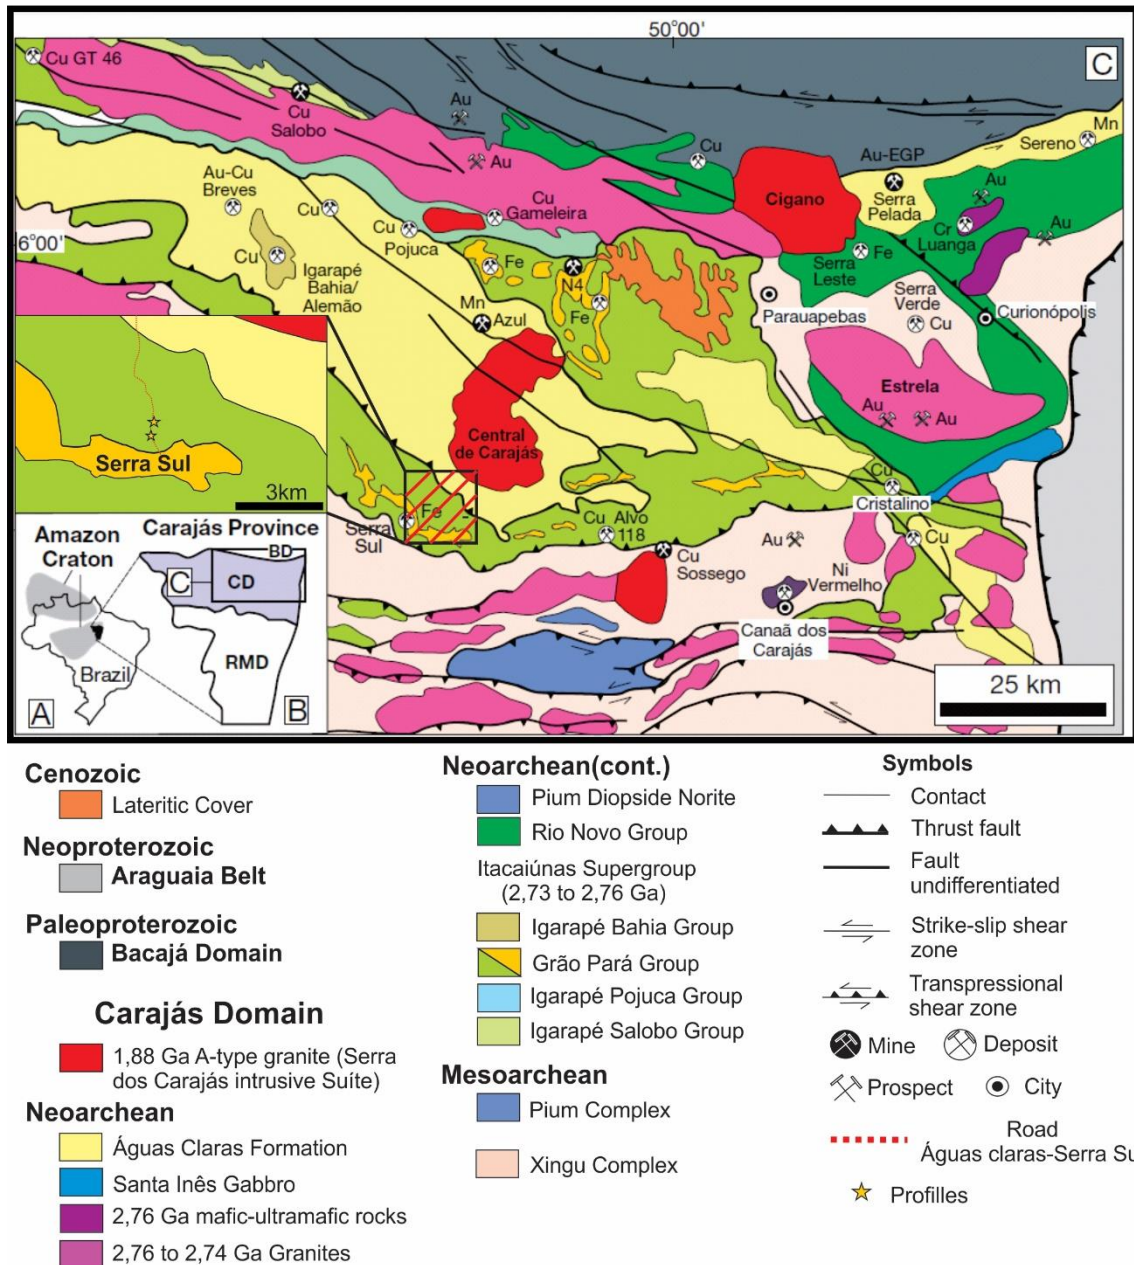 50°00'
C
Cu GT 46
Cu
Salobo
Au
Au
Cu
Mn
Sereno
Au-EGP
Serra
Pelada
Cigano
Au
Cr
Luanga
Au
Au-Cu
Breves
Cu
Cu
Gameleira
Cu
Pojuca
6°00'
Cu
Igarapé
Bahia/
Alemão
Fe
N4
Fe
Serra
Leste
Fe
Serra
Verde
Cu
Parauapebas
Curionópolis
Mn
Azul
Estrela
Au
Au
Central
de Carajás
Serra Sul
3km
Fe
Serra
Sul
Cu
Alvo
118
Cu
Sossego
Au
Cu
Cristalino
Cu
Ni
Vermelho
Canaã dos
Carajás
25 km
Amazon
Craton
Brazil
A
Carajás Province
BD
C
CD
RMD
B
Cenozoic
Lateritic Cover
Neoproterozoic
Araguaia Belt
Paleoproterozoic
Bacajá Domain
Carajás Domain
1,88 Ga A-type granite (Serra
dos Carajás intrusive Suíte)
Neoarchean
Águas Claras Formation
Santa Inês Gabbro
2,76 Ga mafic-ultramafic rocks
2,76 to 2,74 Ga Granites
Neoarchean(cont.)
Pium Diopside Norite
Rio Novo Group
Itacaiúnas Supergroup
(2,73 to 2,76 Ga)
Igarapé Bahia Group
Grão Pará Group
Igarapé Pojuca Group
Igarapé Salobo Group
Mesoarchean
Pium Complex
Xingu Complex
Symbols
Contact
Thrust fault
Fault
undifferentiated
Strike-slip shear
zone
Transpressional
shear zone
Mine
Deposit
Prospect
City
Road
Águas claras-Serra Su
Profilles